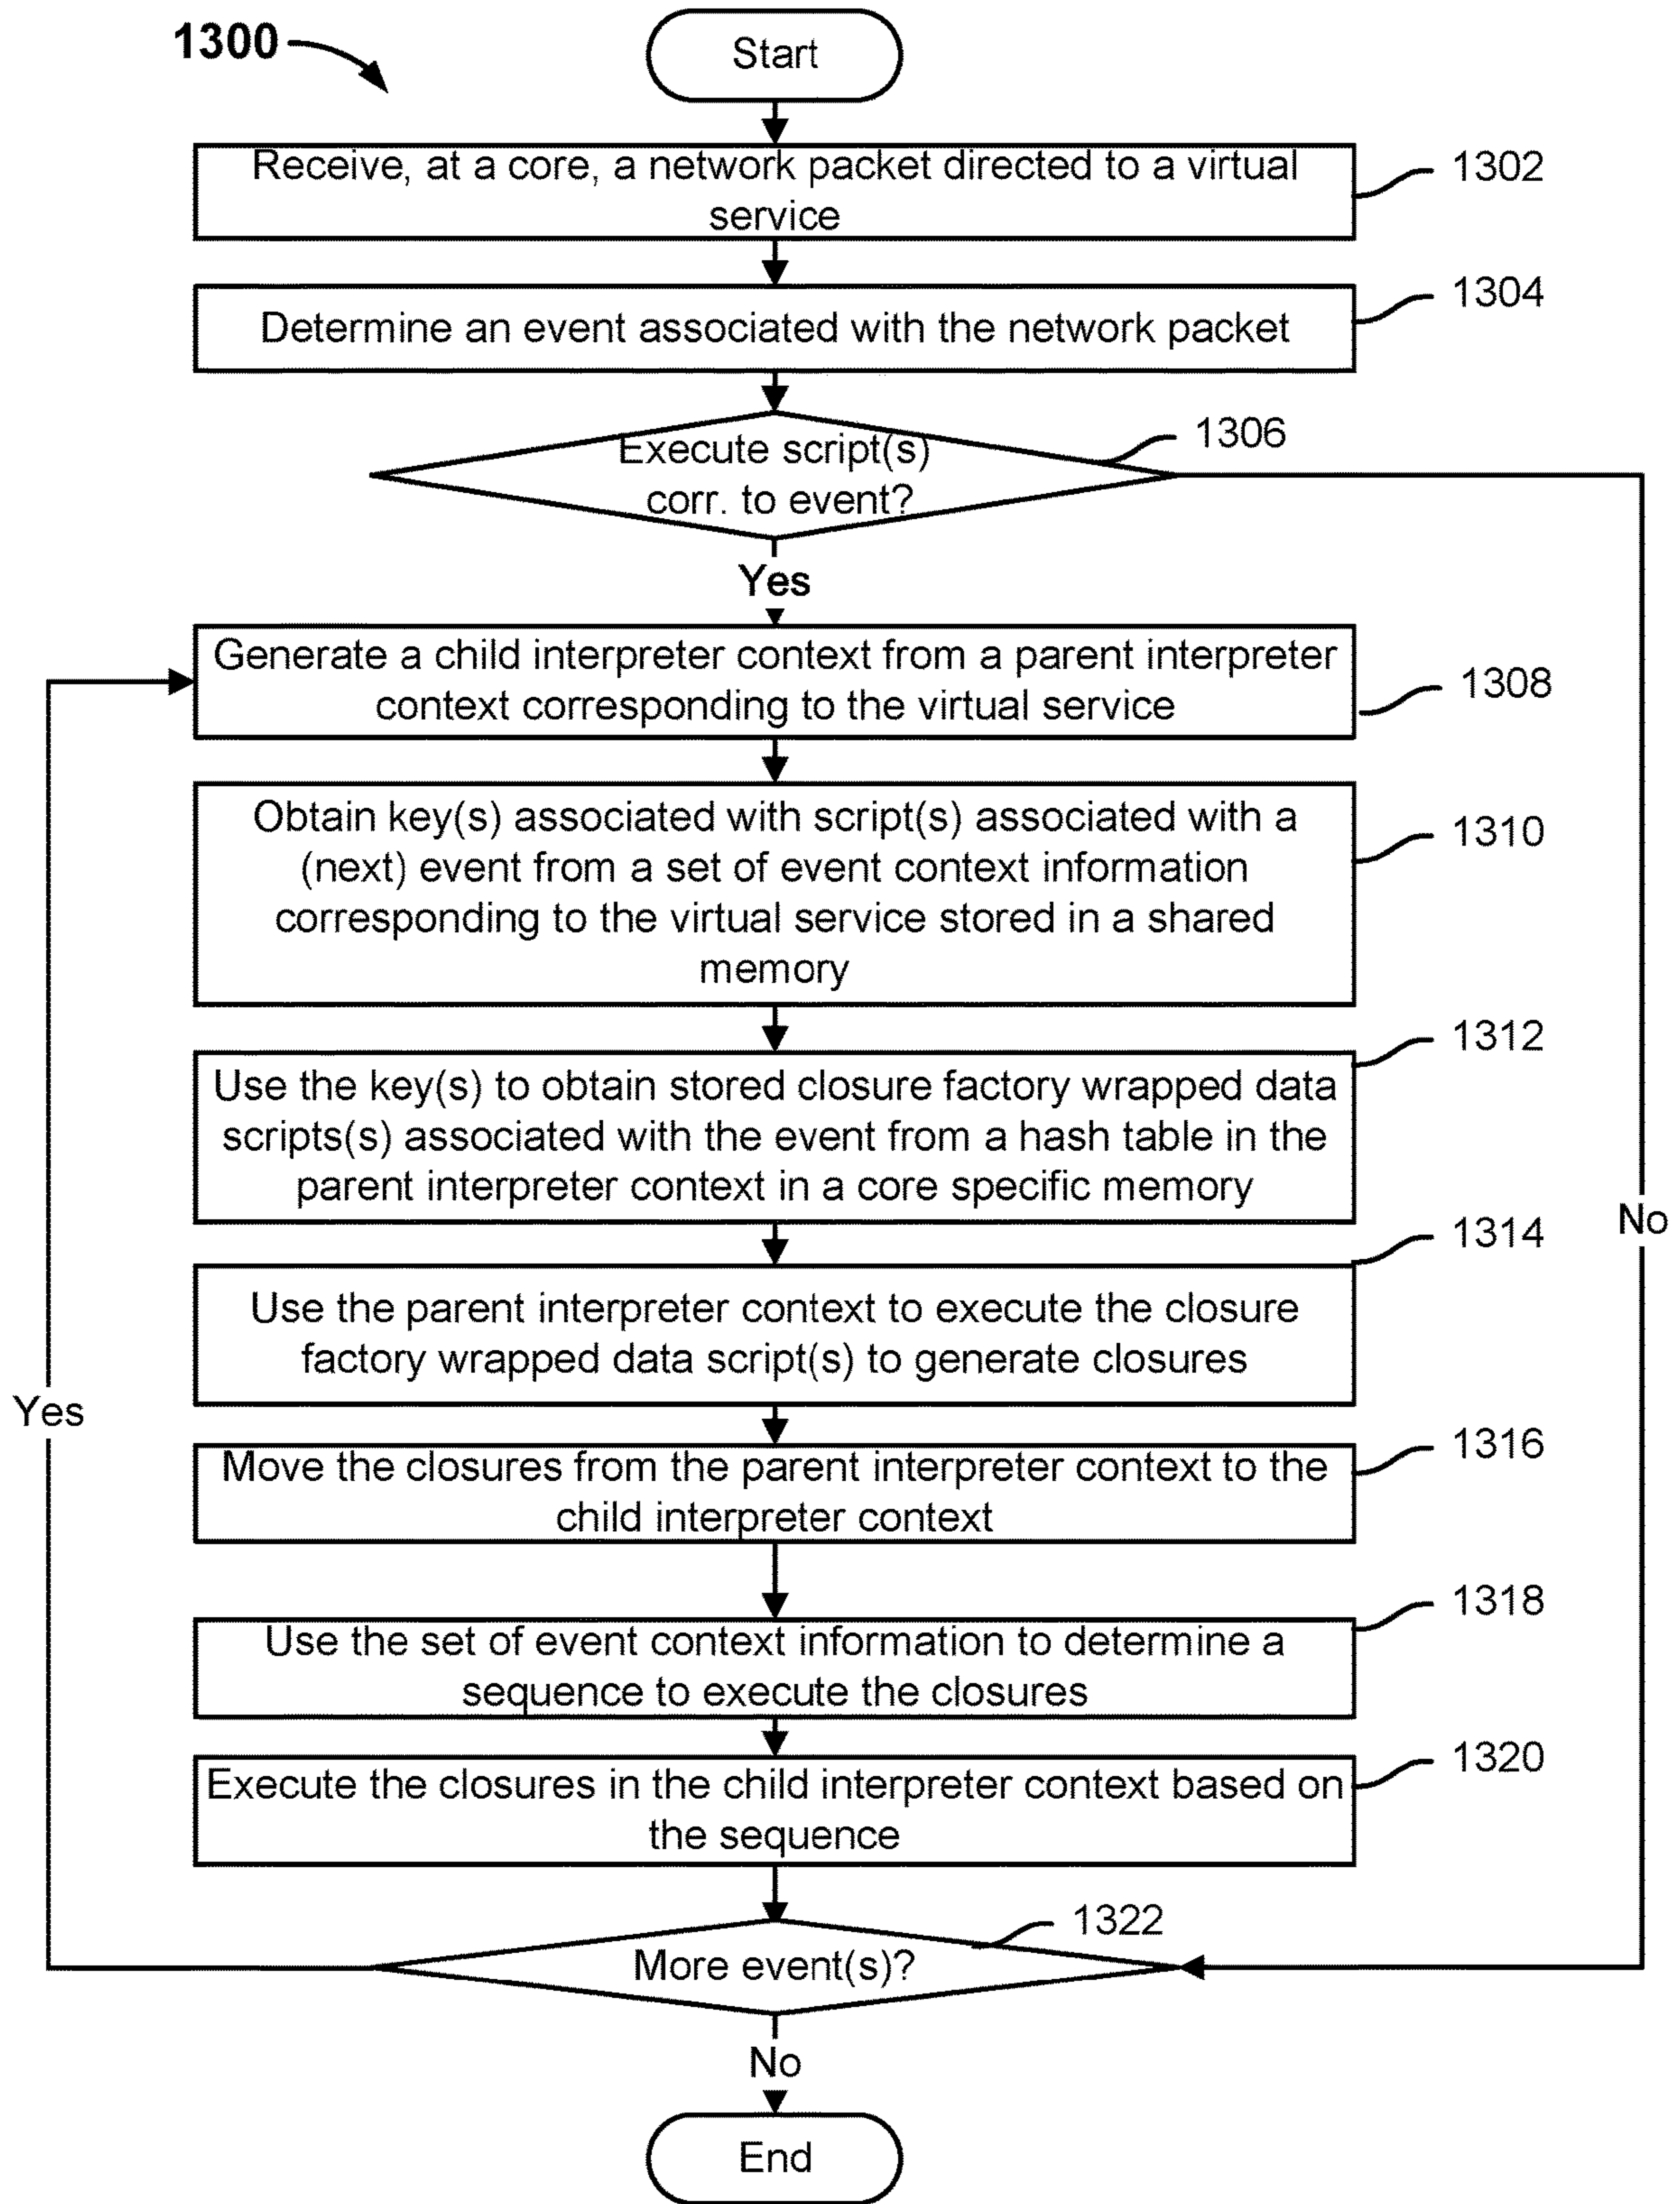 1300
Start
Receive, at a core, a network packet directed to a virtual
service
1302
Determine an event associated with the network packet
1304
Execute script(s)
corr. to event?
1306
Yes
Generate a child interpreter context from a parent interpreter
context corresponding to the virtual service
1308
Obtain key(s) associated with script(s) associated with a
(next) event from a set of event context information
corresponding to the virtual service stored in a shared
memory
1310
Use the key(s) to obtain stored closure factory wrapped data
scripts(s) associated with the event from a hash table in the
parent interpreter context in a core specific memory
1312
No
Use the parent interpreter context to execute the closure
factory wrapped data script(s) to generate closures
1314
Yes
Move the closures from the parent interpreter context to the
child interpreter context
1316
Use the set of event context information to determine a
sequence to execute the closures
1318
Execute the closures in the child interpreter context based on
the sequence
1320
More event(s)?
1322
No
End